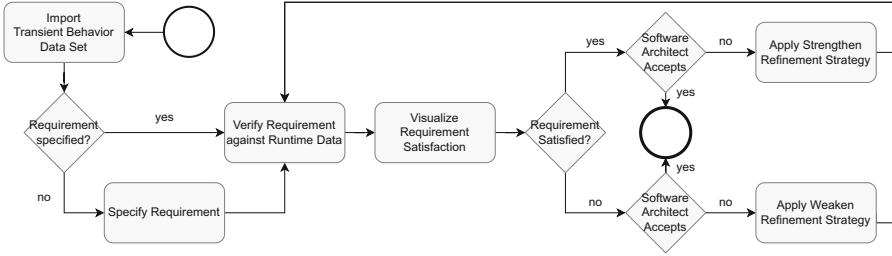 Import
Transient Behavior
Data Set
Requirement
specified?
yes
no
Specify Requirement
Verify Requirement
against Runtime Data
Visualize
Requirement
Satisfaction
Requirement
Satisfied?
yes
no
Software
Architect
Accepts
no
yes
Apply Strengthen
Refinement Strategy
Software
Architect
Accepts
yes
no
Apply Weaken
Refinement Strategy